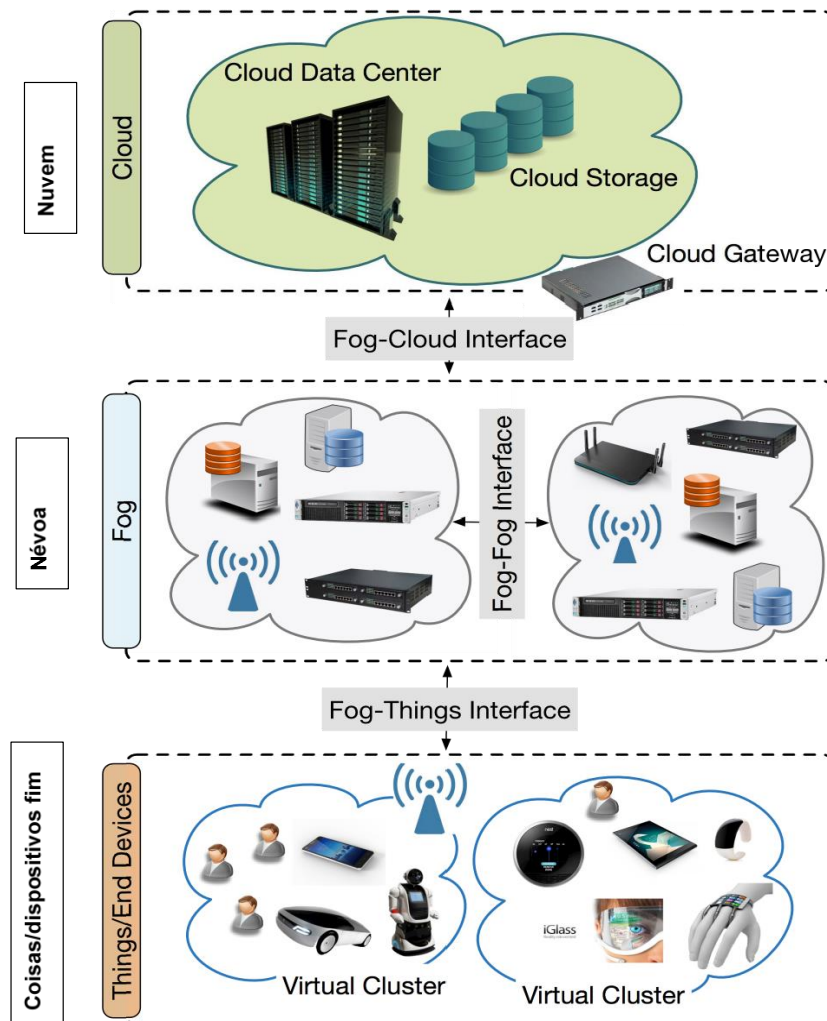 Nuvem
Cloud
Cloud Data Center
Cloud Storage
Cloud Gateway
Fog-Cloud Interface
Névoa
Fog
Fog-Fog Interface
Fog-Things Interface
Coisas/dispositivos fim
Things/End Devices
iGlass
Virtual Cluster
Virtual Cluster